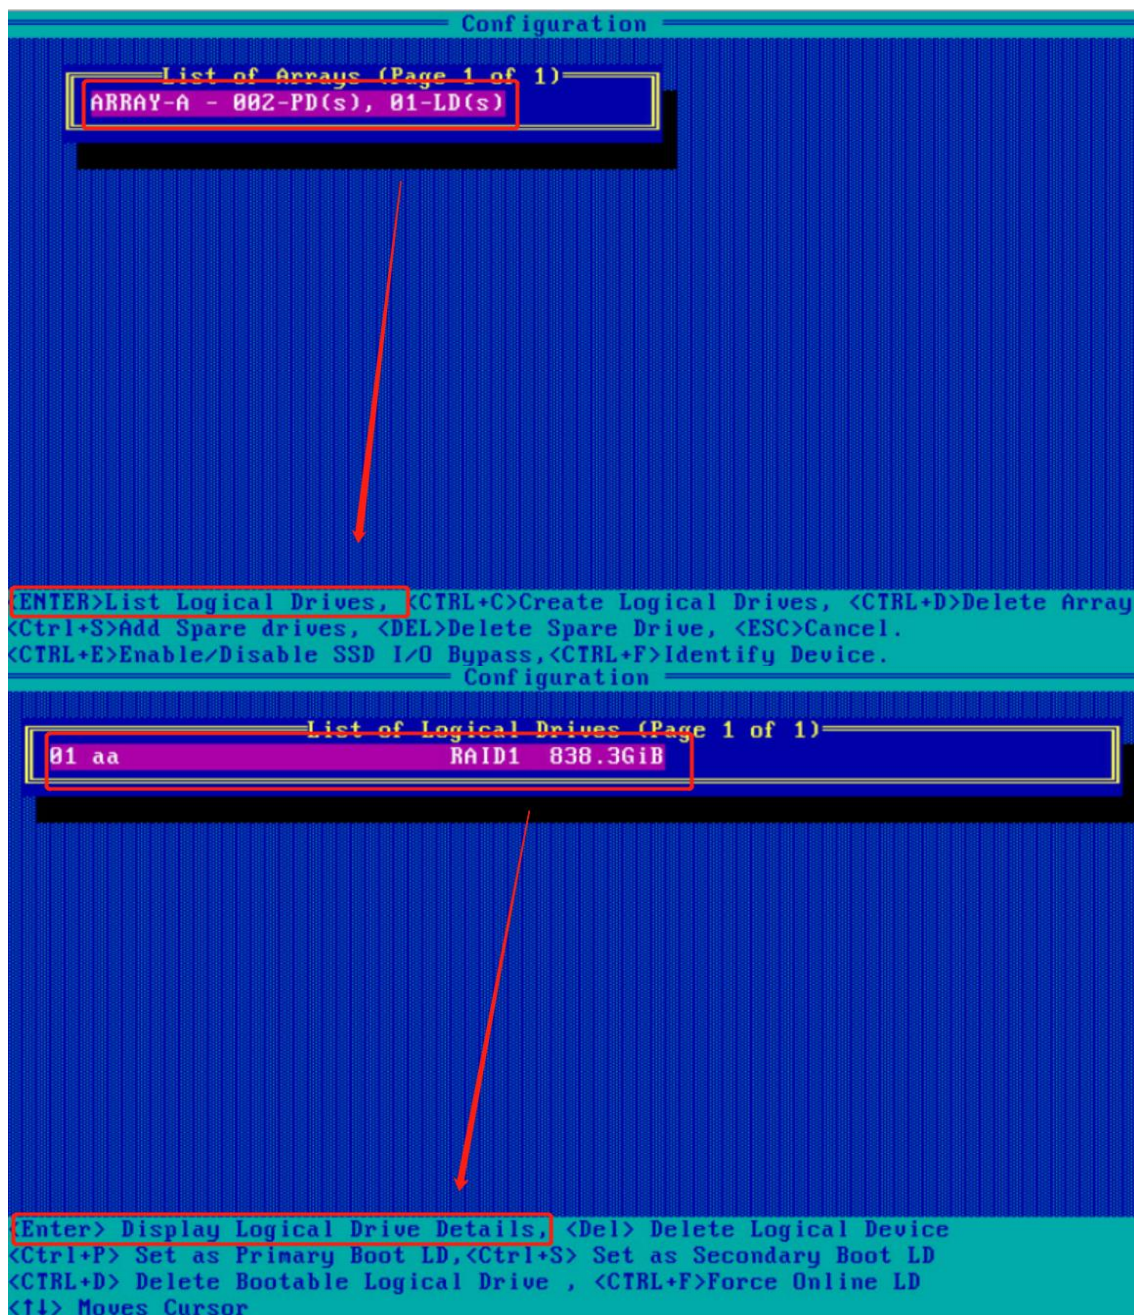 Configuration
List of Arrays (Page 1 of 1)
ARRAY-A - 002-PD(s), 01-LD(s)
<ENTER>List Logical Drives, <CTRL+C>Create Logical Drives, <CTRL+D>Delete Array
<Ctrl+S>Add Spare drives, <DEL>Delete Spare Drive, <ESC>Cancel.
<CTRL+E>Enable/Disable SSD I/O Bypass,<CTRL+F>Identify Device.
Configuration
List of Logical Drives (Page 1 of 1)
01 aa RAID1 838.3GiB
<Enter> Display Logical Drive Details, <Del> Delete Logical Device
<Ctrl+P> Set as Primary Boot LD,<Ctrl+S> Set as Secondary Boot LD
<CTRL+D> Delete Bootable Logical Drive , <CTRL+F>Force Online LD
<↑↓> Moves Cursor